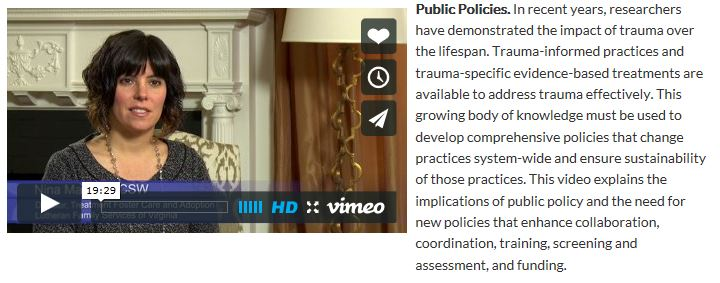 Nina Ma CSW
19:29
Treatment Foster Care and Adoption
Lutheran Family Services of Virginia
HD vimeo
Public Policies. In recent years, researchers
have demonstrated the impact of trauma over
the lifespan. Trauma-informed practices and
trauma-specific evidence-based treatments are
available to address trauma effectively. This
growing body of knowledge must be used to
develop comprehensive policies that change
practices system-wide and ensure sustainability
of those practices. This video explains the
implications of public policy and the need for
new policies that enhance collaboration,
coordination, training, screening and
assessment, and funding.